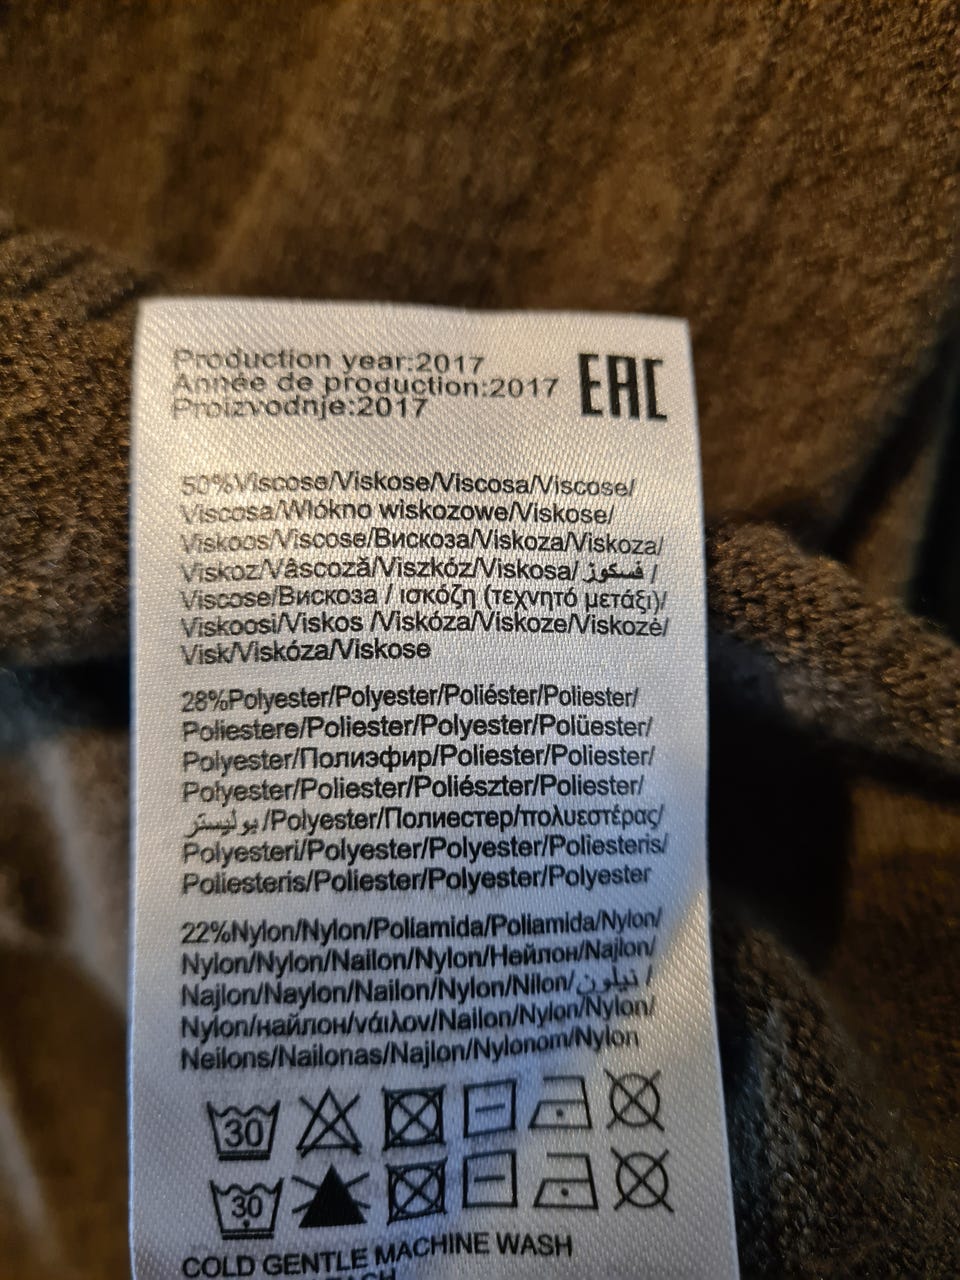 Production year:2017
Année de production:2017
Proizvodnje:2017
EAC
50%Viscose/Viskose/Viscosa/Viscose/
Viscosa/Włókno wiskozowe/Viskose/
Viskoos/Viscose/Вискоза/Viskoza/Viskoza/
Viskoz/Vâscoză/Viszkóz/Viskosa/ فسكوز /
Viscose/Вискоза / ισκόζη (τεχνητό μετάξι)/
Viskoosi/Viskos /Viskóza/Viskoze/Viskozė/
Visk/Viskóza/Viskose
28%Polyester/Polyester/Poliéster/Poliester/
Poliestere/Poliester/Polyester/Polüester/
Polyester/Полиэфир/Poliester/Poliester/
Polyester/Poliester/Poliészter/Poliester/
بوليستر/Polyester/Полиестер/πολυεστέρας/
Polyesteri/Polyester/Polyester/Poliesteris/
Poliesteris/Poliester/Polyester/Polyester
22%Nylon/Nylon/Poliamida/Poliamida/Nylon/
Nylon/Nylon/Nailon/Nylon/Нейлон/Najlon/
Najlon/Naylon/Nailon/Nylon/Nilon/ نيلون /
Nylon/найлон/νάιλον/Nailon/Nylon/Nylon/
Neilons/Nailonas/Najlon/Nylonom/Nylon
30
30
COLD GENTLE MACHINE WASH